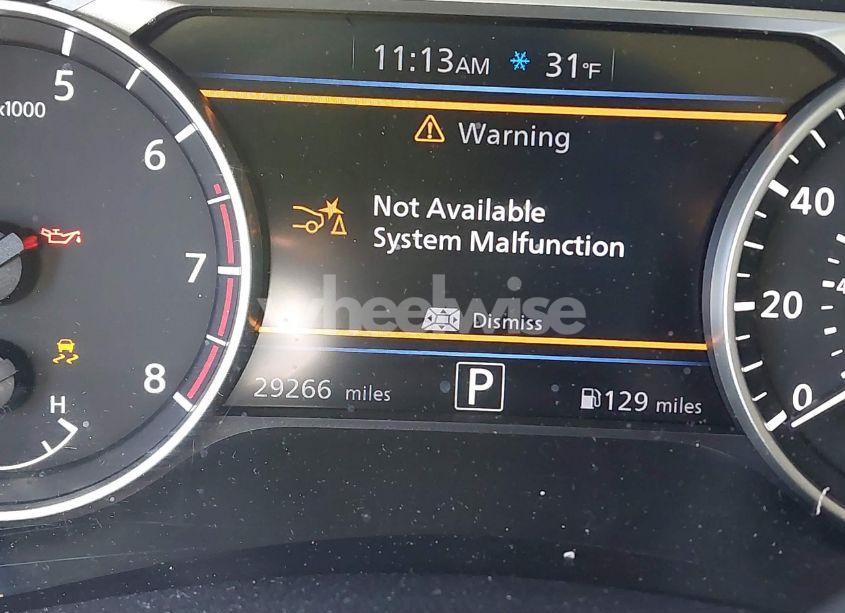 11:13AM 31°F
5
x1000
Warning
6
Not Available
System Malfunction
40
4
7
20
wheelwise
Dismiss
8
29266 miles
P
129 miles
0
H